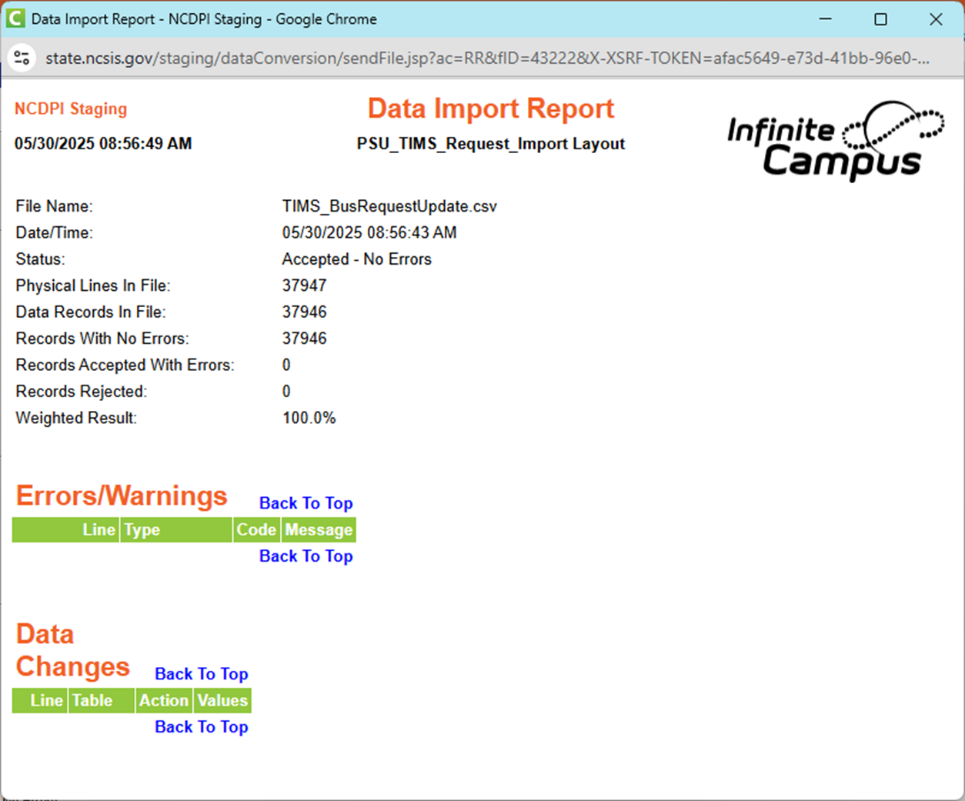 Data Import Report - NCDPI Staging - Google Chrome
state.ncsis.gov/staging/dataConversion/sendFile.jsp?ac=RR&fID=43222&X-XSRF-TOKEN=afac5649-e73d-41bb-96e0-...
NCDPI Staging
Data Import Report
05/30/2025 08:56:49 AM
PSU_TIMS_Request_Import Layout
Infinite Campus
File Name: TIMS_BusRequestUpdate.csv
Date/Time: 05/30/2025 08:56:43 AM
Status: Accepted - No Errors
Physical Lines In File: 37947
Data Records In File: 37946
Records With No Errors: 37946
Records Accepted With Errors: 0
Records Rejected: 0
Weighted Result: 100.0%
Errors/Warnings Back To Top
Line Type Code Message
Back To Top
Data
Changes Back To Top
Line Table Action Values
Back To Top